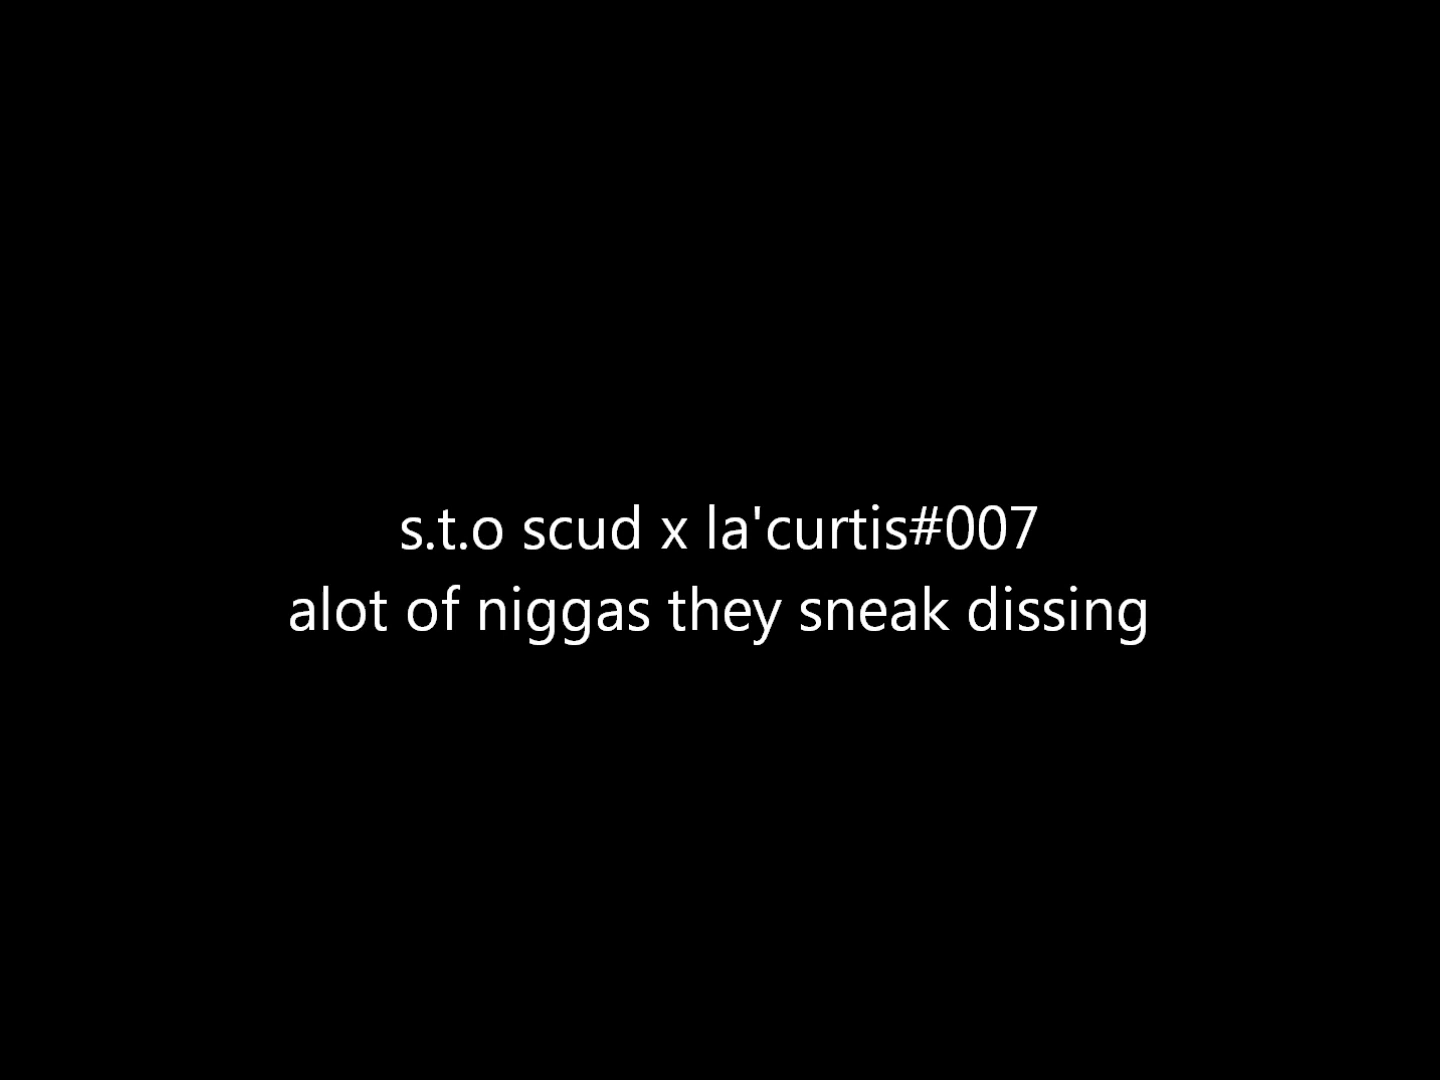 s.t.o scud x la'curtis#007
alot of niggas they sneak dissing